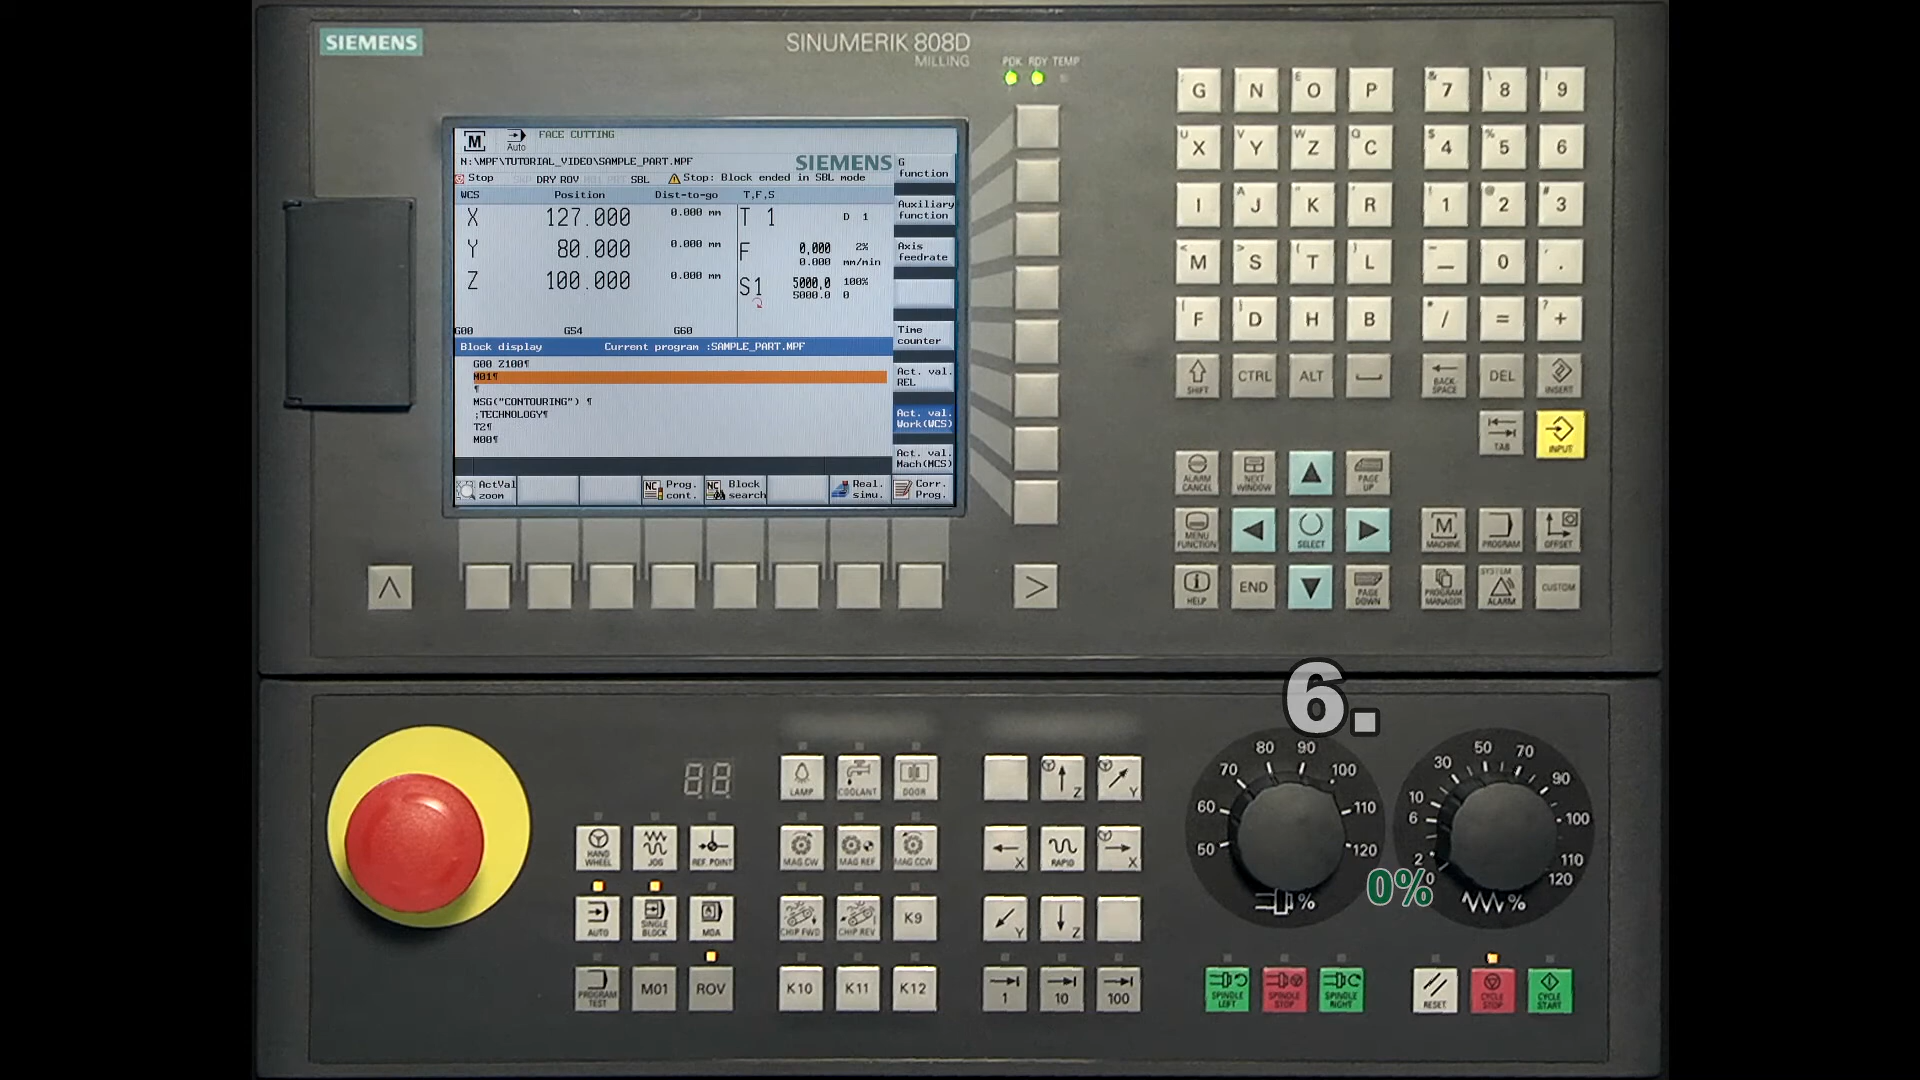 SIEMENS
SINUMERIK 808D
MILLING
POK RDY TEMP
M Auto FACE CUTTING
N:\MPF\TUTORIAL_VIDEO\SAMPLE_PART.MPF
SIEMENS
Stop DRY ROV M01 PRT SBL Stop: Block ended in SBL mode
WCS Position Dist-to-go T,F,S
X 127.000 0.000 mm T 1 D 1
Y 80.000 0.000 mm F 0,000 2%
0.000 mm/min
Z 100.000 0.000 mm S1 5000,0 100%
5000.0 0
G00 G54 G60
Block display Current program :SAMPLE_PART.MPF
G00 Z100¶
M01¶
¶
MSG("CONTOURING") ¶
;TECHNOLOGY¶
T2¶
M00¶
G function
Auxiliary function
Axis feedrate
Time counter
Act. val. REL
Act. val. Work(WCS)
Act. val. Mach(MCS)
ActVal zoom
NC Prog. cont.
NC Block search
Real. simu.
Corr. Prog.
G N O P & 7 \ 8 9
U X V Y W Z Q C $ 4 % 5 6
I A J " K R ! 1 @ 2 # 3
< M > S ( T ) L _ 0 .
F D H B * / = ? +
SHIFT CTRL ALT BACK SPACE DEL INSERT
TAB INPUT
ALARM CANCEL NEXT WINDOW PAGE UP
MENU FUNCTION SELECT M MACHINE PROGRAM OFFSET
i HELP END PAGE DOWN PROGRAM MANAGER SYSTEM ALARM CUSTOM
6.
LAMP COOLANT DOOR Z Y
HAND WHEEL JOG REF. POINT MAG CW MAG REF MAG CCW X RAPID X
AUTO SINGLE BLOCK MDA CHIP FWD CHIP REV K9 Y Z
PROGRAM TEST M01 ROV K10 K11 K12 1 10 100
50 60 70 80 90 100 110 120
%
0%
0 2 6 10 30 50 70 90 100 110 120
%
SPINDLE LEFT SPINDLE STOP SPINDLE RIGHT RESET CYCLE STOP CYCLE START